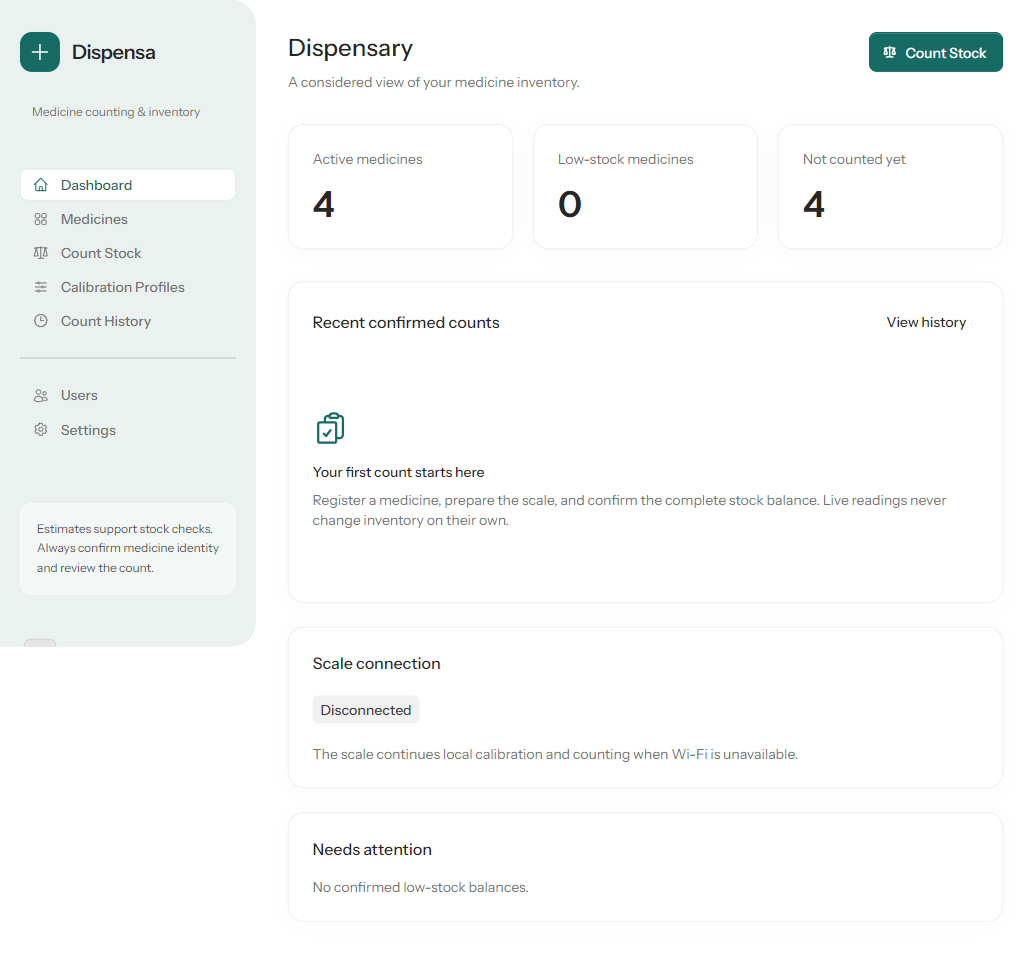 Dispensa
Medicine counting & inventory
Dashboard
Medicines
Count Stock
Calibration Profiles
Count History
Users
Settings
Estimates support stock checks.
Always confirm medicine identity
and review the count.
Dispensary
A considered view of your medicine inventory.
Count Stock
Active medicines
4
Low-stock medicines
0
Not counted yet
4
Recent confirmed counts
View history
Your first count starts here
Register a medicine, prepare the scale, and confirm the complete stock balance. Live readings never
change inventory on their own.
Scale connection
Disconnected
The scale continues local calibration and counting when Wi-Fi is unavailable.
Needs attention
No confirmed low-stock balances.